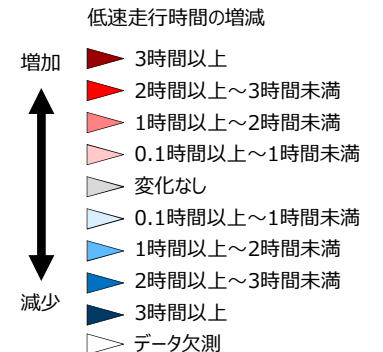 低速走行時間の増減
増加
3時間以上
2時間以上～3時間未満
1時間以上～2時間未満
0.1時間以上～1時間未満
変化なし
0.1時間以上～1時間未満
1時間以上～2時間未満
2時間以上～3時間未満
減少
3時間以上
データ欠測